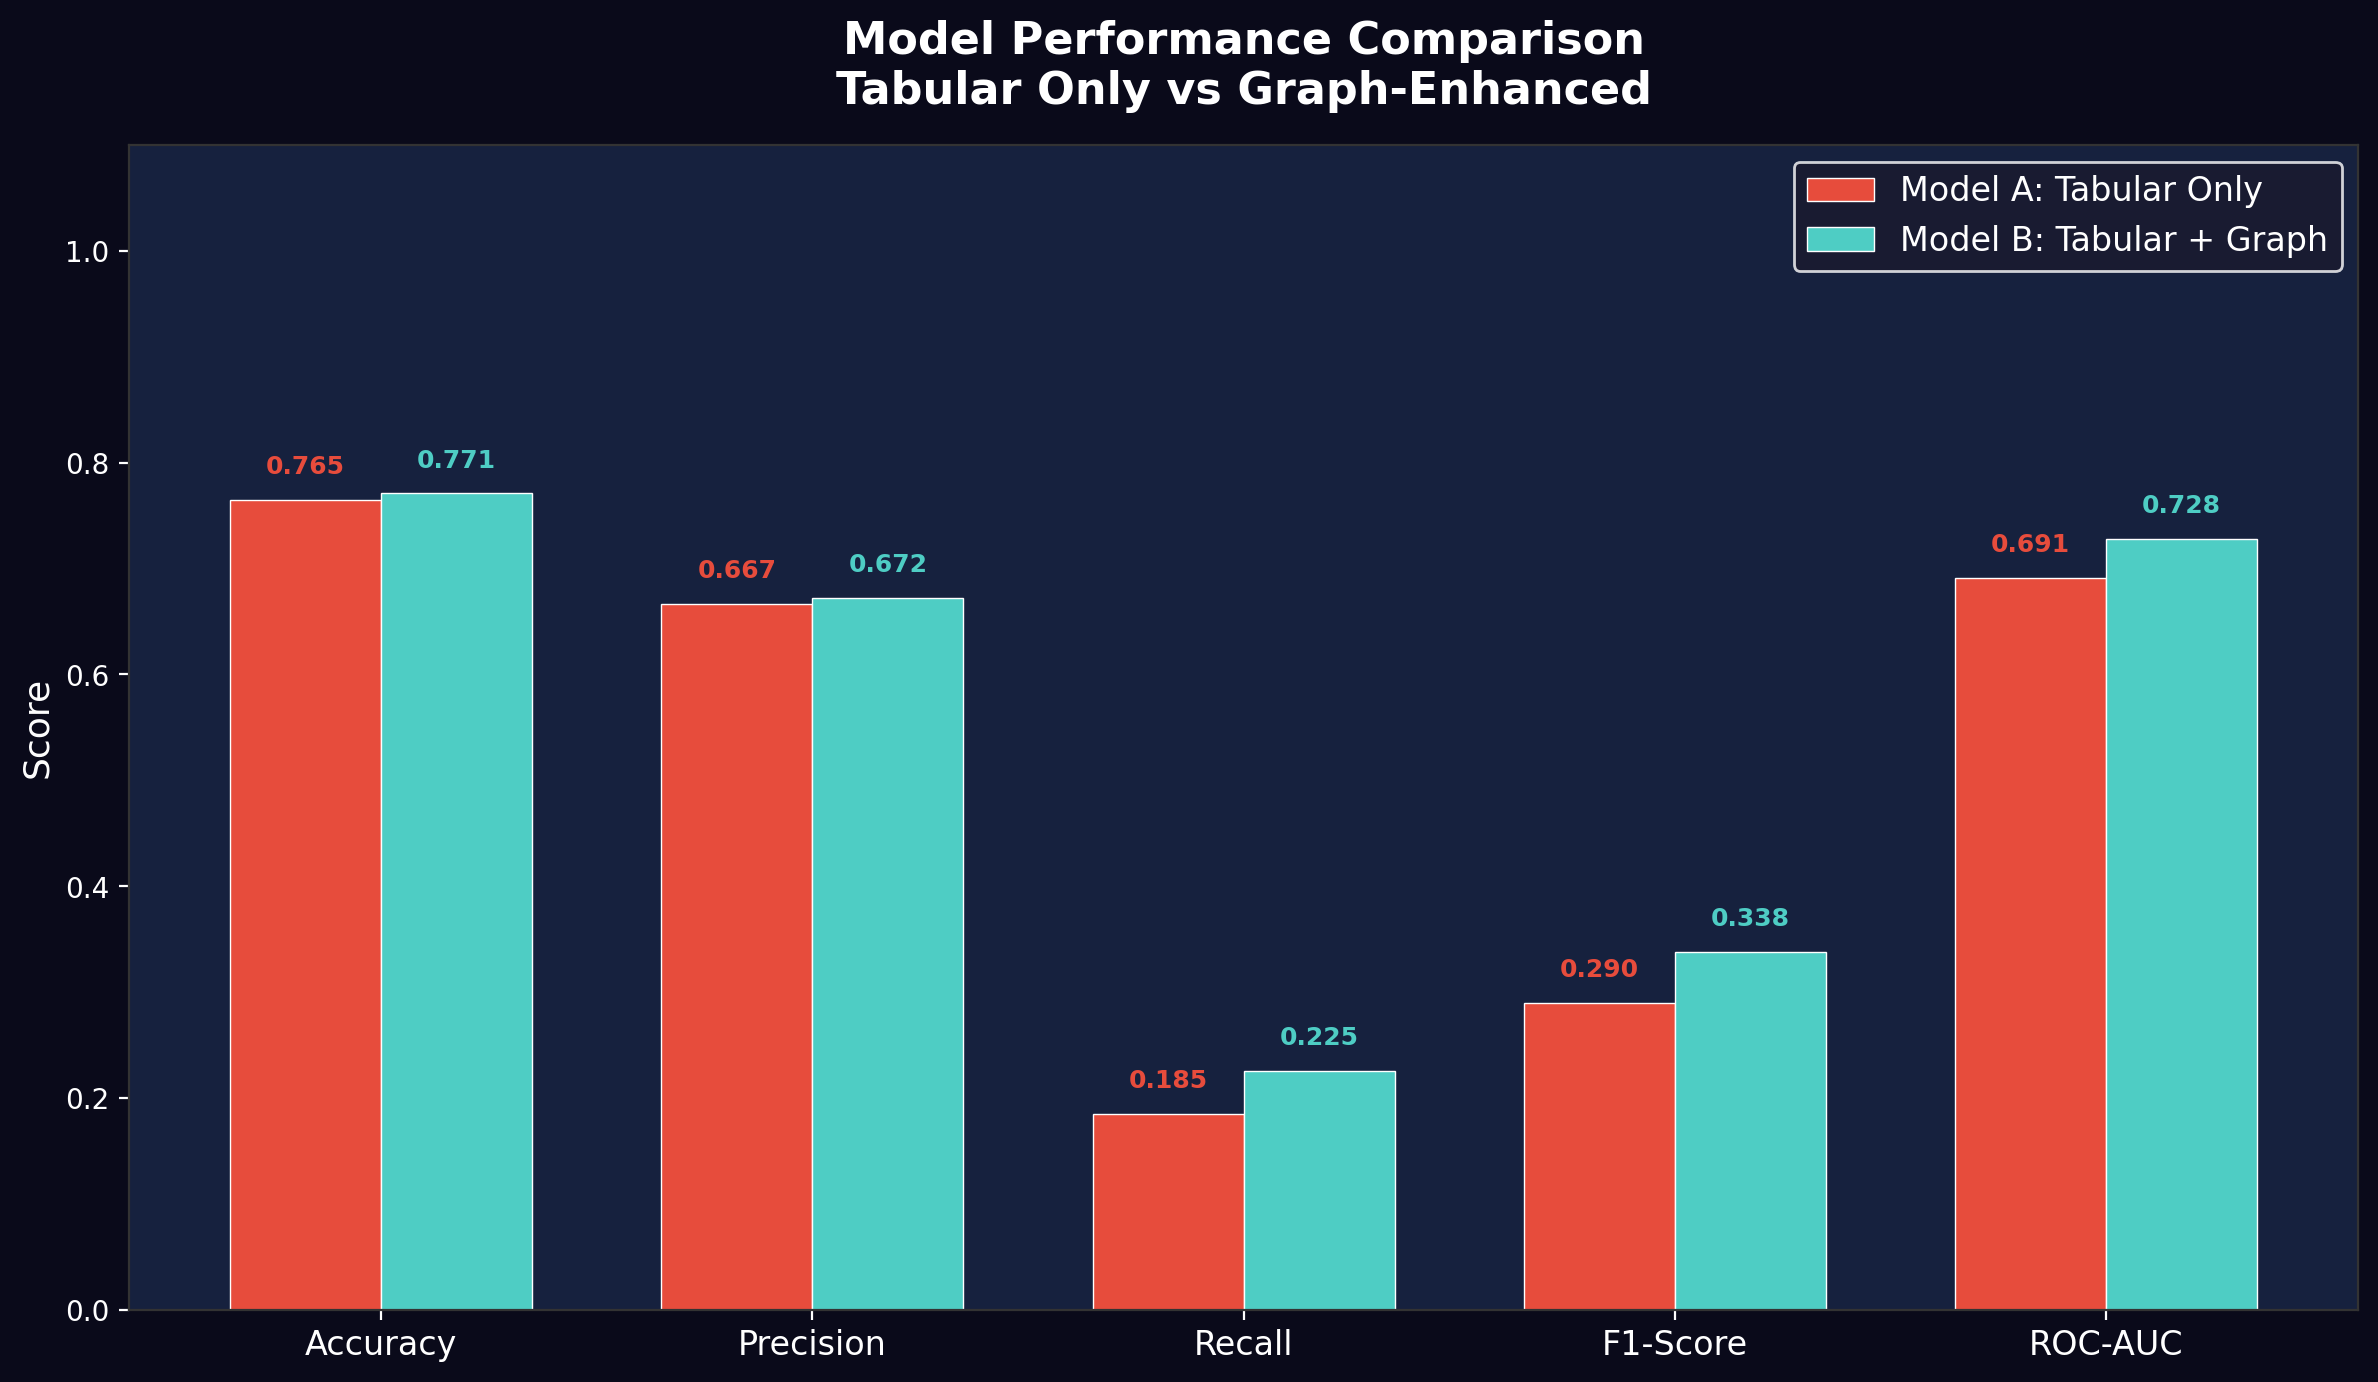 Model Performance Comparison
Tabular Only vs Graph-Enhanced
Model A: Tabular Only
Model B: Tabular + Graph
Score
1.0
0.8
0.6
0.4
0.2
0.0
0.765
0.771
0.667
0.672
0.185
0.225
0.290
0.338
0.691
0.728
Accuracy
Precision
Recall
F1-Score
ROC-AUC